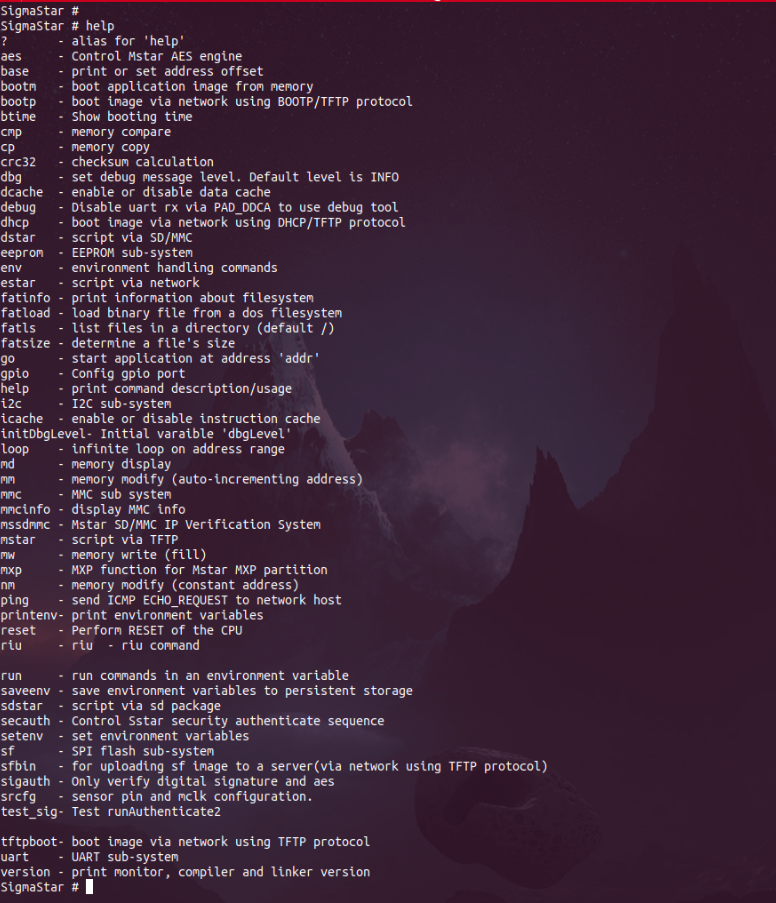 SigmaStar #
SigmaStar # help
?       - alias for 'help'
aes     - Control Mstar AES engine
base    - print or set address offset
bootm   - boot application image from memory
bootp   - boot image via network using BOOTP/TFTP protocol
btime   - Show booting time
cmp     - memory compare
cp      - memory copy
crc32   - checksum calculation
dbg     - set debug message level. Default level is INFO
dcache  - enable or disable data cache
debug   - Disable uart rx via PAD_DDCA to use debug tool
dhcp    - boot image via network using DHCP/TFTP protocol
dstar   - script via SD/MMC
eeprom  - EEPROM sub-system
env     - environment handling commands
estar   - script via network
fatinfo - print information about filesystem
fatload - load binary file from a dos filesystem
fatls   - list files in a directory (default /)
fatsize - determine a file's size
go      - start application at address 'addr'
gpio    - Config gpio port
help    - print command description/usage
i2c     - I2C sub-system
icache  - enable or disable instruction cache
initDbgLevel- Initial varaible 'dbgLevel'
loop    - infinite loop on address range
md      - memory display
mm      - memory modify (auto-incrementing address)
mmc     - MMC sub system
mmcinfo - display MMC info
mssdmmc - Mstar SD/MMC IP Verification System
mstar   - script via TFTP
mw      - memory write (fill)
mxp     - MXP function for Mstar MXP partition
nm      - memory modify (constant address)
ping    - send ICMP ECHO_REQUEST to network host
printenv- print environment variables
reset   - Perform RESET of the CPU
riu     - riu  - riu command
run     - run commands in an environment variable
saveenv - save environment variables to persistent storage
sdstar  - script via sd package
secauth - Control Sstar security authenticate sequence
setenv  - set environment variables
sf      - SPI flash sub-system
sfbin   - for uploading sf image to a server(via network using TFTP protocol)
sigauth - Only verify digital signature and aes
srcfg   - sensor pin and mclk configuration.
test_sig- Test runAuthenticate2
tftpboot- boot image via network using TFTP protocol
uart    - UART sub-system
version - print monitor, compiler and linker version
SigmaStar #